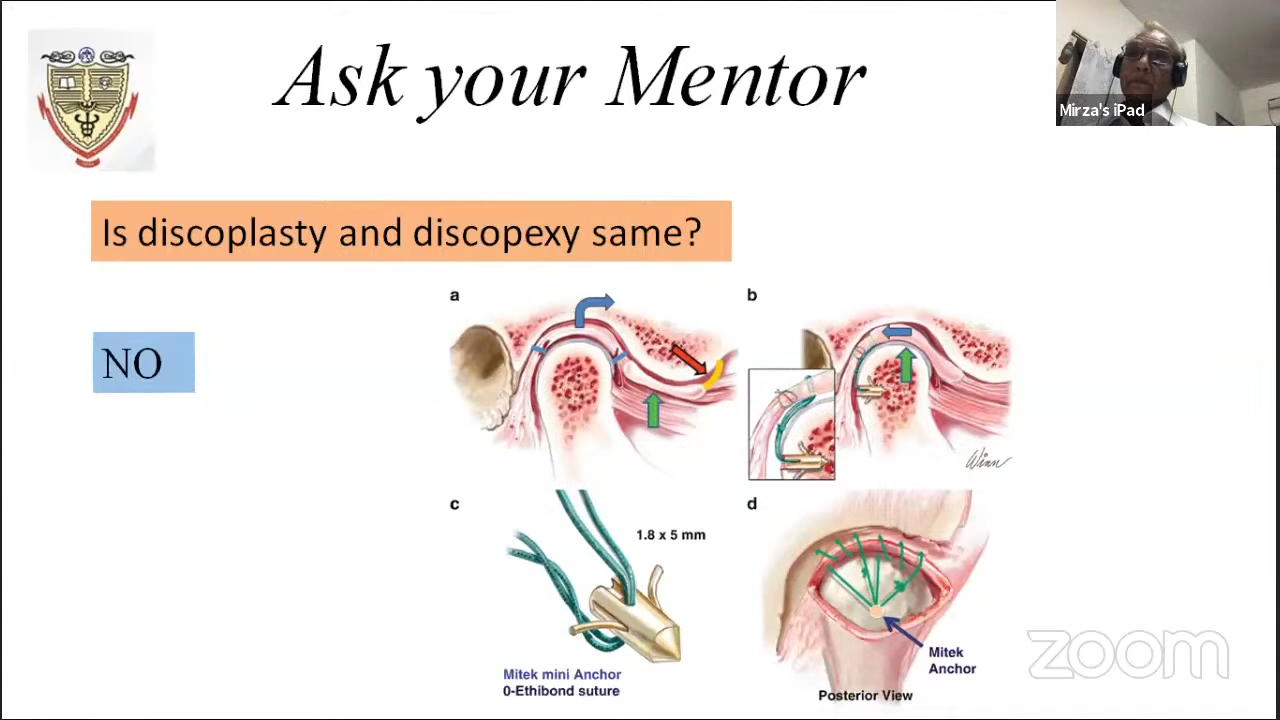 Ask your Mentor
Mirza's iPad
Is discoplasty and discopexy same?
NO
a
b
Winn
c
1.8 x 5 mm
Mitek mini Anchor
0-Ethibond suture
d
Mitek
Anchor
Posterior View
zoom